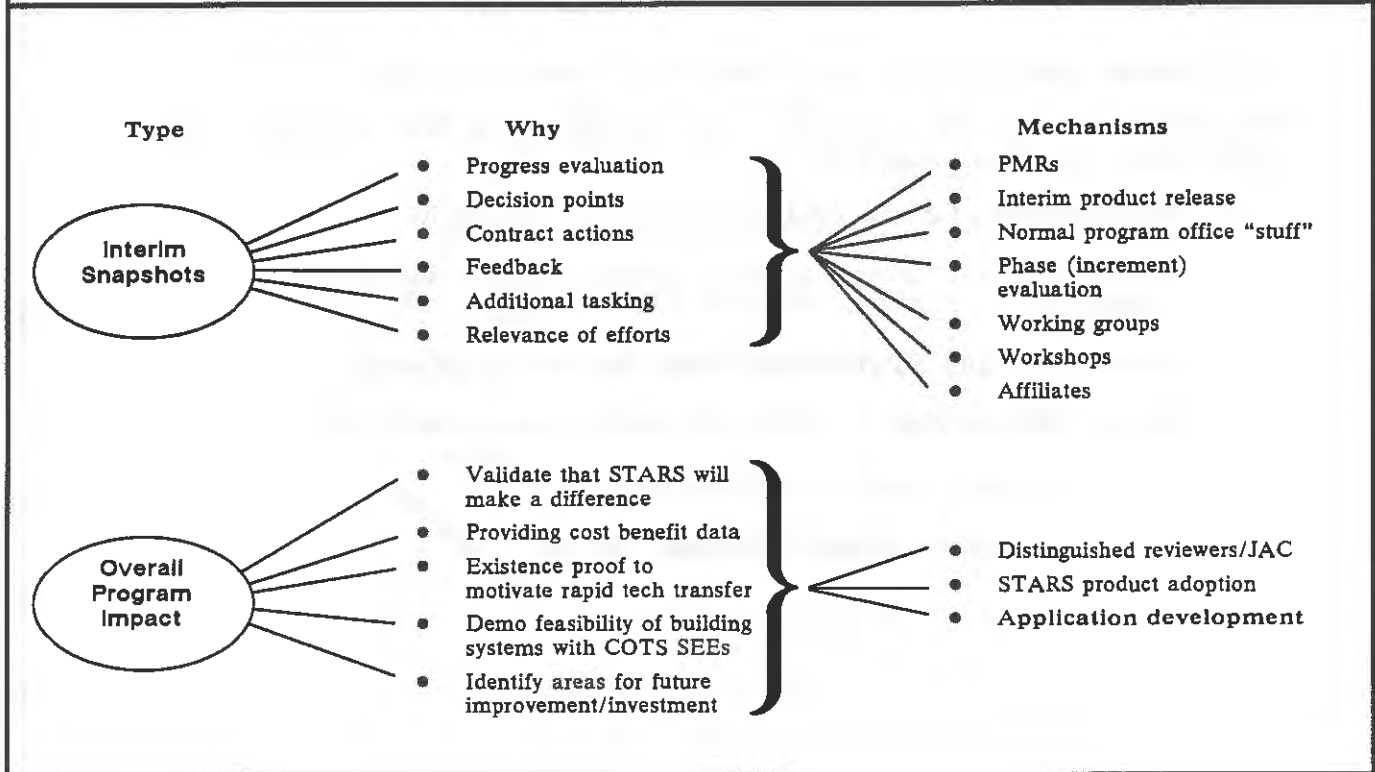 Type Why Mechanisms
Interim
Snapshots
Progress evaluation
Decision points
Contract actions
Feedback
Additional tasking
Relevance of efforts
PMRs
Interim product release
Normal program office “stuff”
Phase (increment)
evaluation
Working groups
Workshops
Affiliates
Overall
Program
Impact
Validate that STARS will
make a difference
Providing cost benefit data
Existence proof to
motivate rapid tech transfer
Demo feasibility of building
systems with COTS SEEs
Identify areas for future
improvement/investment
Distinguished reviewers/JAC
STARS product adoption
Application development